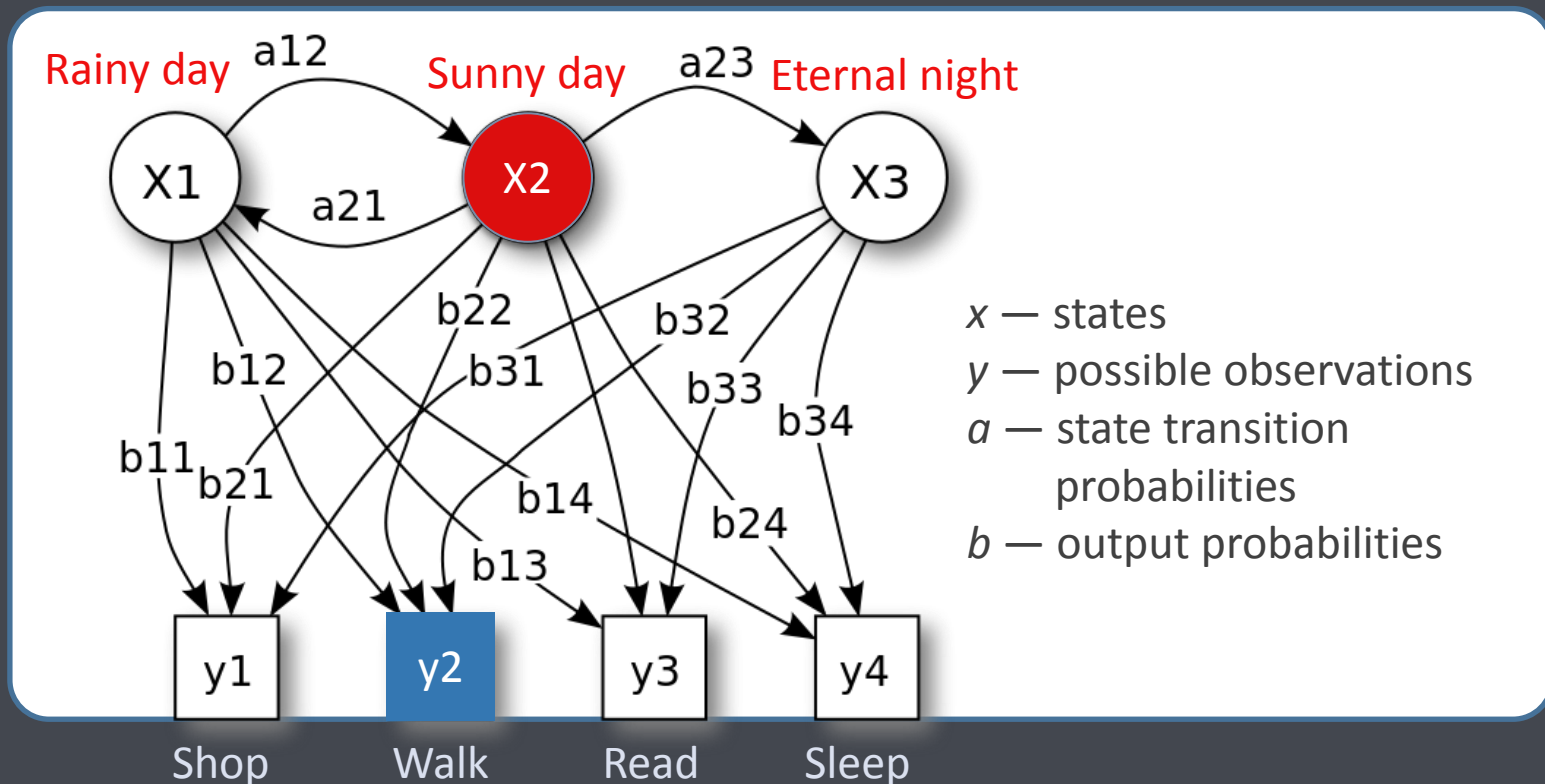 Rainy day
a12
Sunny day
a23
Eternal night
X1
X2
X3
a21
b22
b32
x — states
b12
b31
y — possible observations
b33
b34
a — state transition
probabilities
b11
b21
b14
b24
b — output probabilities
b13
y1
y2
y3
y4
Shop
Walk
Read
Sleep